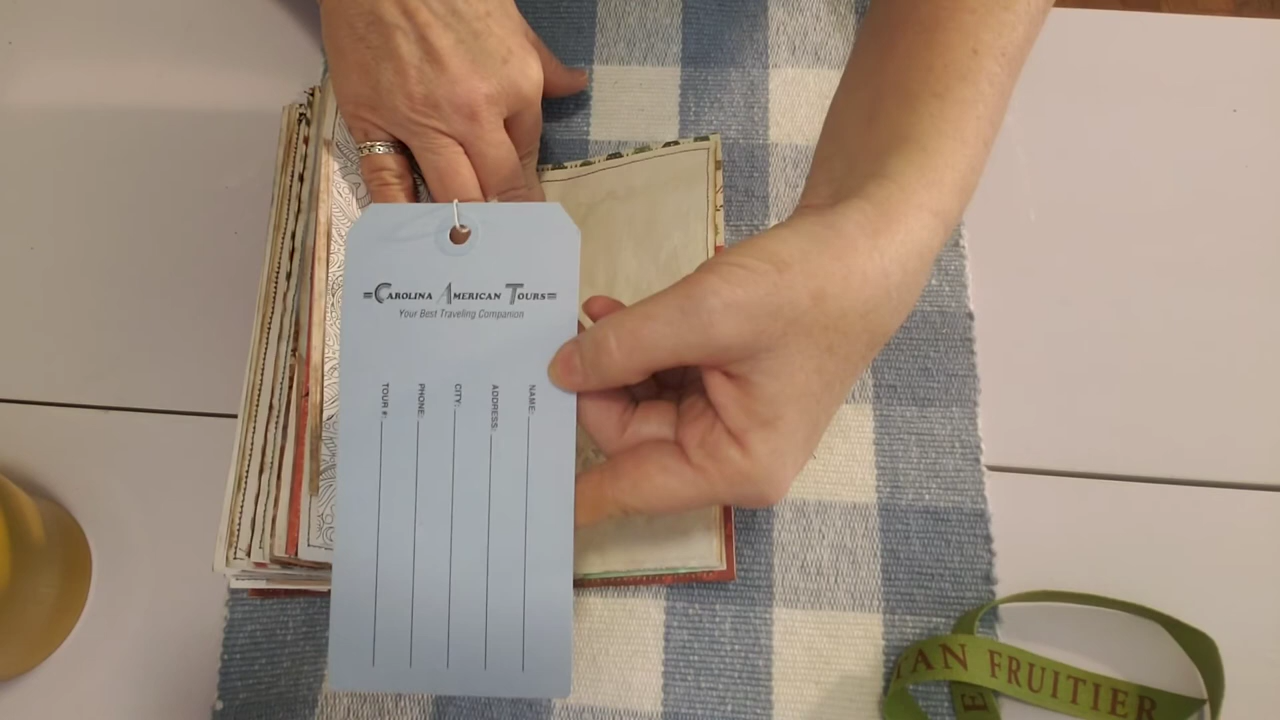 CAROLINA AMERICAN TOURS
Your Best Traveling Companion
NAME:
ADDRESS:
CITY:
PHONE:
TOUR #:
TAN FRUITIER
E